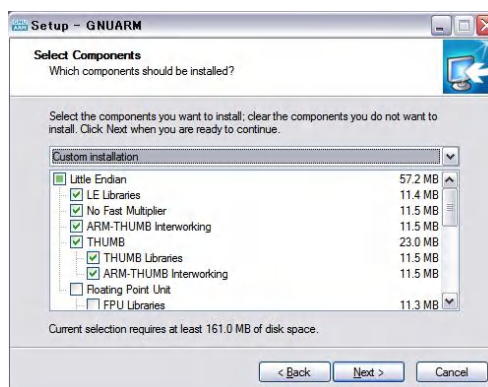 GNU ARM Setup - GNUARM
Select Components
Which components should be installed?
Select the components you want to install; clear the components you do not want to
install. Click Next when you are ready to continue.
Custom installation
Little Endian 57.2 MB
LE Libraries 11.4 MB
No Fast Multiplier 11.5 MB
ARM-THUMB Interworking 11.5 MB
THUMB 23.0 MB
THUMB Libraries 11.5 MB
ARM-THUMB Interworking 11.5 MB
Floating Point Unit
FPU Libraries 11.3 MB
Current selection requires at least 161.0 MB of disk space.
< Back Next > Cancel